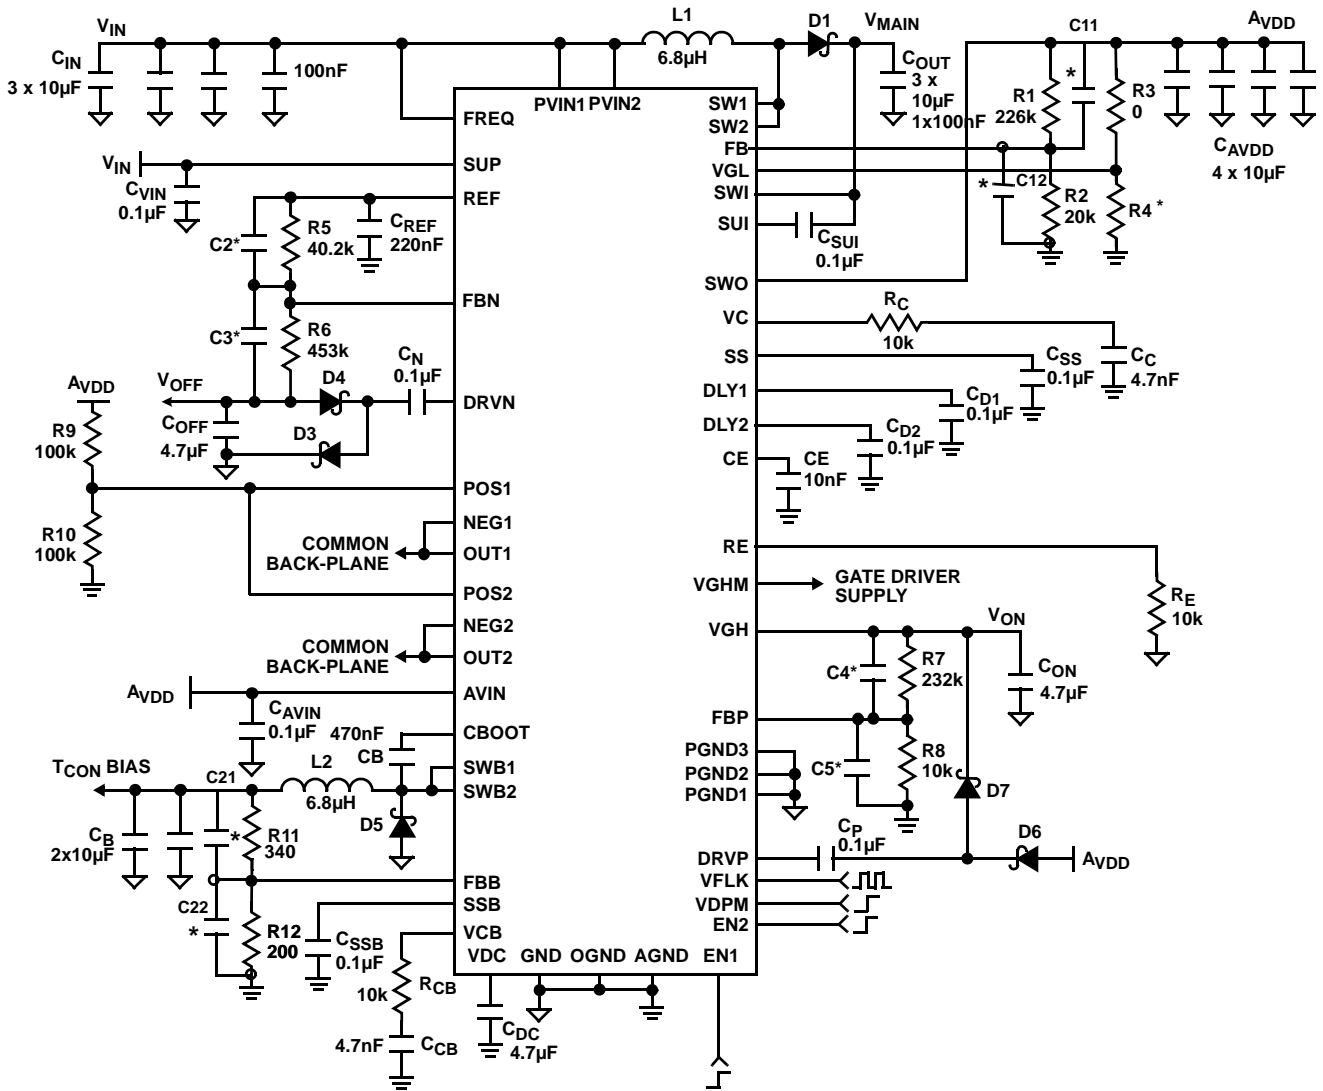 VIN
L1
6.8µH
D1
VMAIN
C11
AVDD
CIN
3 x 10µF
100nF
COUT
3 x
10µF
1x100nF
*
R1
226k
R3
0
CAVDD
4 x 10µF
PVIN1
PVIN2
FREQ
SW1
SW2
FB
VGL
SWI
SUI
VIN
SUP
CVIN
0.1µF
REF
C2*
R5
40.2k
CREF
220nF
CSUI
0.1µF
*
C12
R2
20k
R4*
SWO
FBN
C3*
R6
453k
VC
RC
10k
CC
4.7nF
SS
CSS
0.1µF
CN
0.1µF
AVDD
VOFF
D4
DRVN
DLY1
CD1
0.1µF
R9
100k
COFF
4.7µF
D3
DLY2
CD2
0.1µF
CE
CE
10nF
POS1
NEG1
OUT1
COMMON
BACK-PLANE
R10
100k
POS2
RE
RE
10k
VGHM
GATE DRIVER
SUPPLY
NEG2
OUT2
COMMON
BACK-PLANE
VGH
VON
C4*
R7
232k
CON
4.7µF
AVDD
AVIN
CAVIN
0.1µF
FBP
470nF
CB
CBOOT
PGND3
PGND2
PGND1
C5*
R8
10k
D7
TCON BIAS
C21
L2
6.8µH
SWB1
SWB2
D5
CB
2x10µF
*
R11
340
DRVP
CP
0.1µF
D6
AVDD
FBB
VFLK
C22
*
R12
200
SSB
CSSB
0.1µF
VDPM
EN2
VCB
RCB
10k
4.7nF
CCB
VDC
GND
OGND
AGND
EN1
CDC
4.7µF